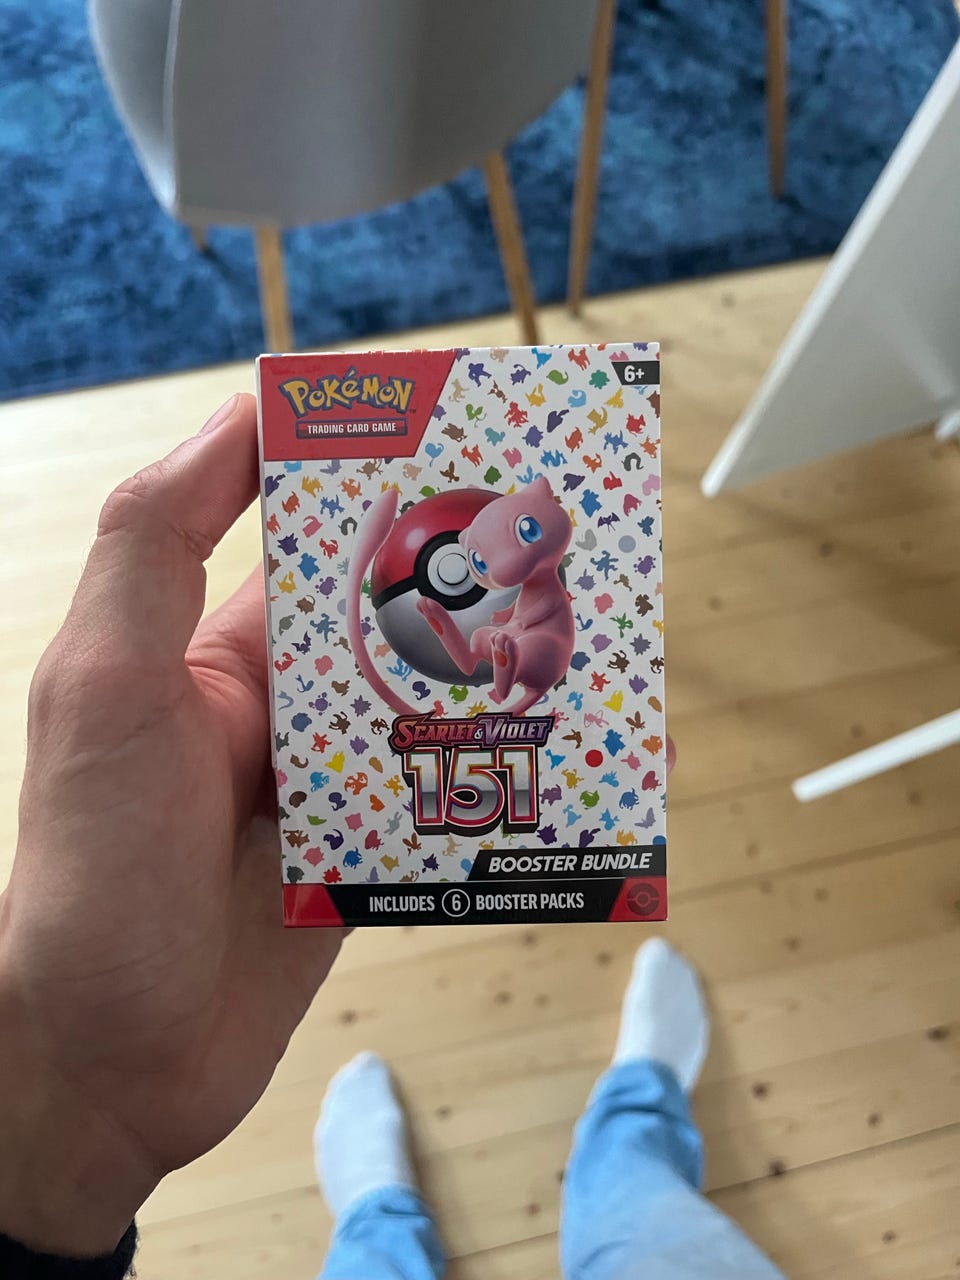 Pokémon
TRADING CARD GAME
6+
SCARLET & VIOLET
151
BOOSTER BUNDLE
INCLUDES 6 BOOSTER PACKS